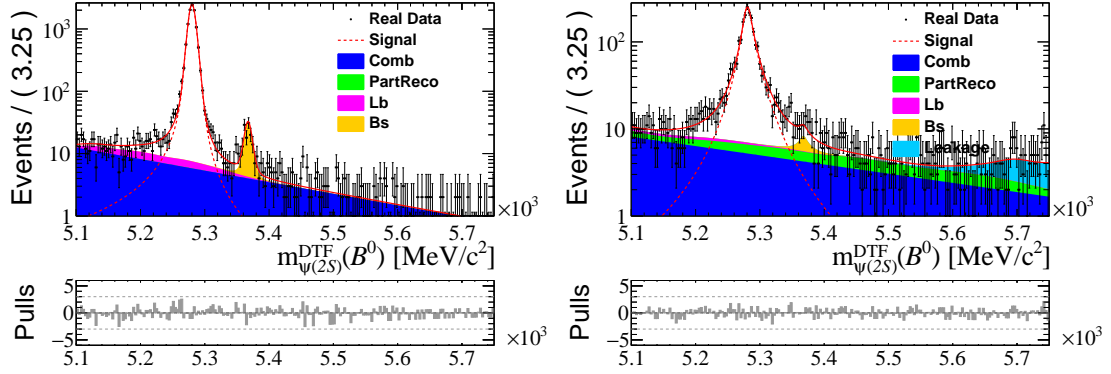 Events / ( 3.25)
10³
10²
10
1
Real Data
Signal
Comb
PartReco
Lb
Bs
5.1 5.2 5.3 5.4 5.5 5.6 5.7
×10³
m^DTF_ψ(2S)(B⁰) [MeV/c²]
Pulls
5
0
−5
5.1 5.2 5.3 5.4 5.5 5.6 5.7
×10³
Events / ( 3.25)
10²
10
1
Real Data
Signal
Comb
PartReco
Lb
Bs
Leakage
5.1 5.2 5.3 5.4 5.5 5.6 5.7
×10³
m^DTF_ψ(2S)(B⁰) [MeV/c²]
Pulls
5
0
−5
5.1 5.2 5.3 5.4 5.5 5.6 5.7
×10³